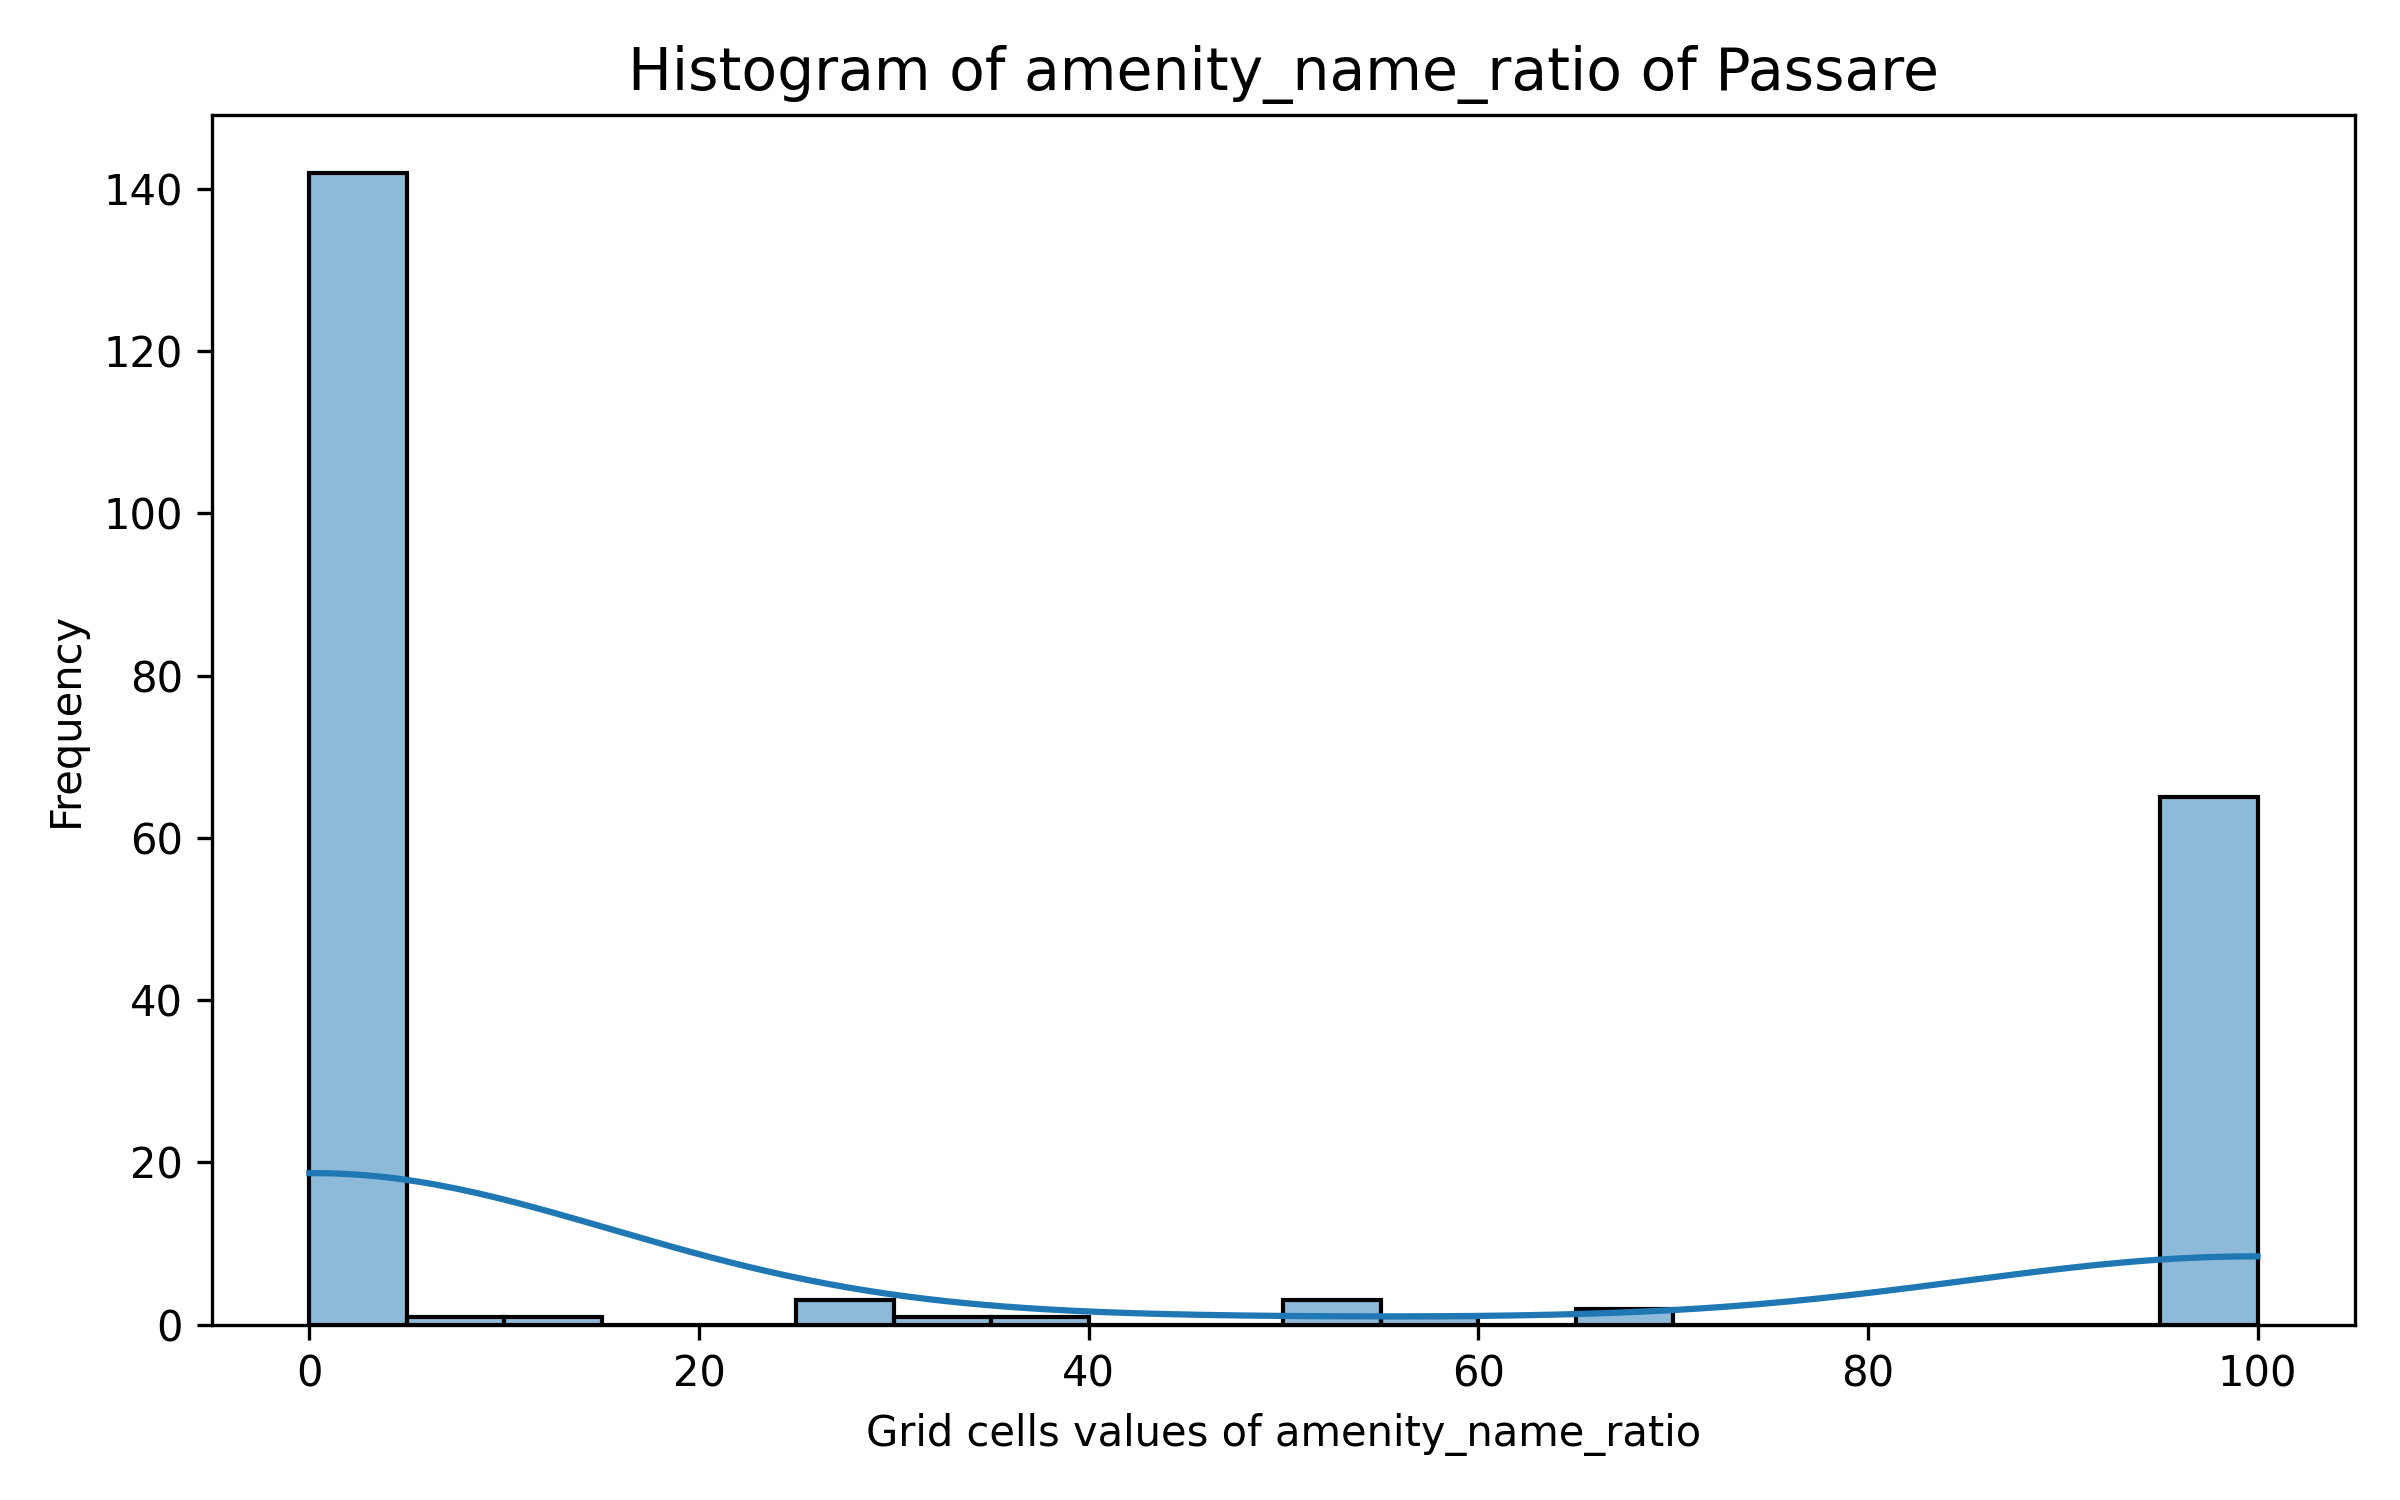 Histogram of amenity_name_ratio of Passare
140
120
100
80
60
40
20
0
Frequency
0 20 40 60 80 100
Grid cells values of amenity_name_ratio